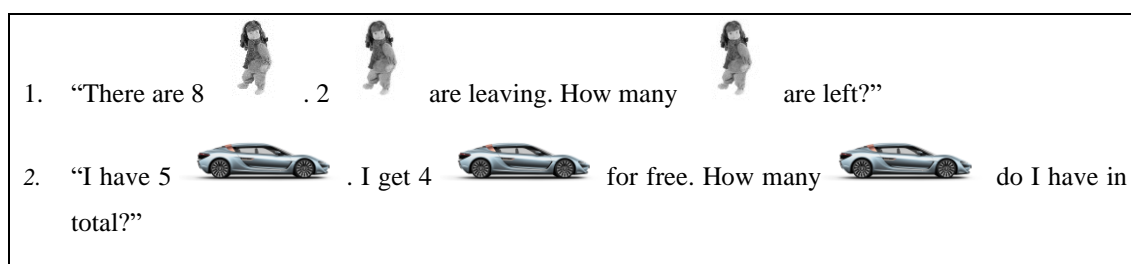 1. “There are 8 . 2 are leaving. How many are left?”
2. “I have 5 . I get 4 for free. How many do I have in
total?”